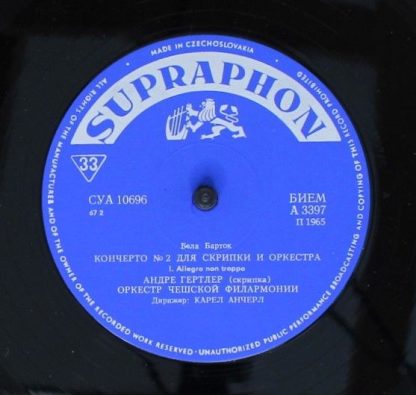 MADE IN CZECHOSLOVAKIA
ALL RIGHTS OF THE MANUFACTURER AND OF THE OWNER OF THE RECORDED WORK RESERVED · UNAUTHORIZED PUBLIC PERFORMANCE BROADCASTING AND COPYING OF THIS RECORD PROHIBITED
SUPRAPHON
33
СУА 10696
67 2
БИЕМ
А 3397
П 1965
Бела Барток
КОНЧЕРТО № 2 ДЛЯ СКРИПКИ И ОРКЕСТРА
1. Allegro non troppo
АНДРЕ ГЕРТЛЕР (скрипка)
ОРКЕСТР ЧЕШСКОЙ ФИЛАРМОНИИ
Дирижер: КАРЕЛ АНЧЕРЛ